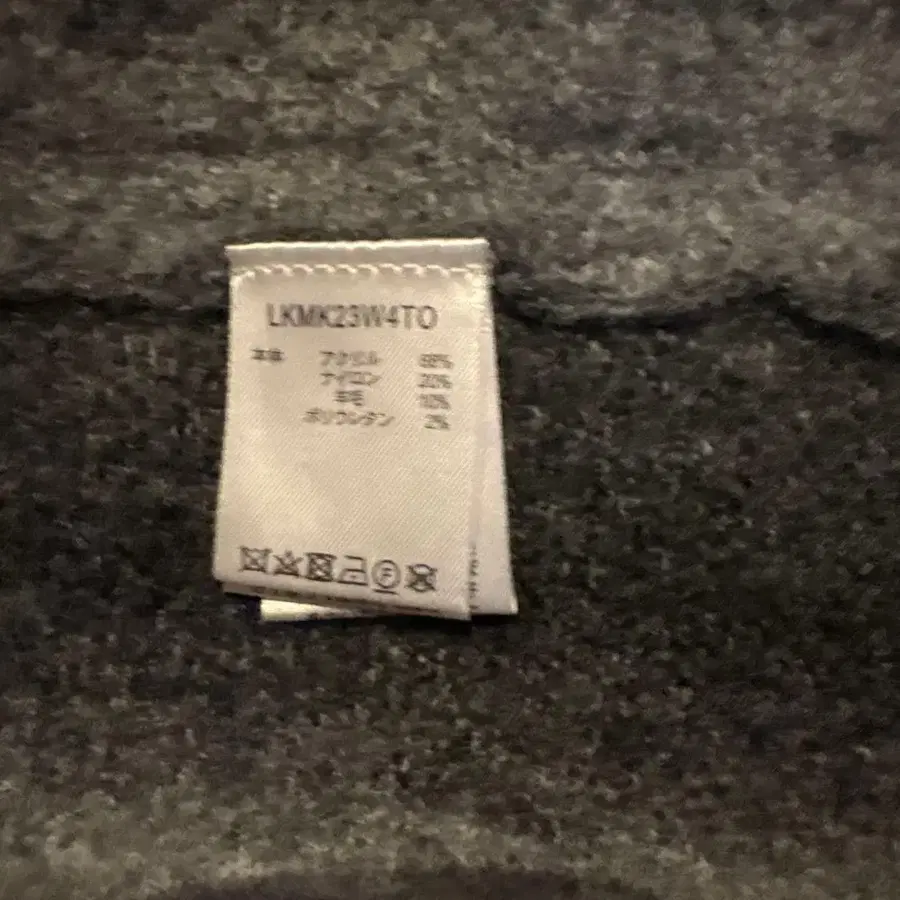 LKMK23W4TO
本体 アクリル 68%
ナイロン 20%
羊毛 10%
ポリウレタン 2%